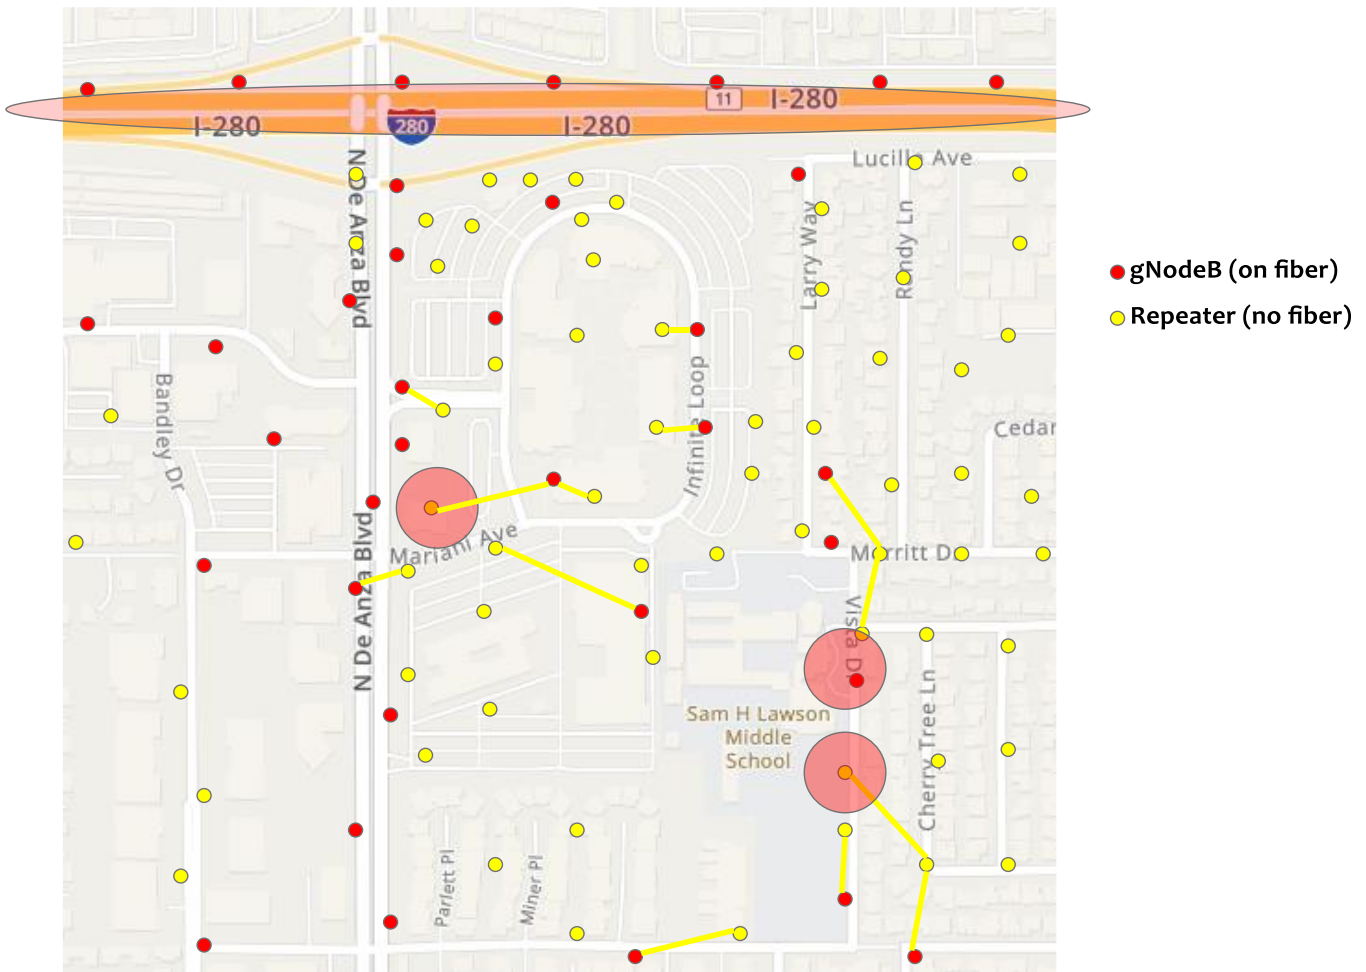 11
I-280
I-280
280
I-280
Lucille Ave
N De Anza Blvd
Larry Way
Randy Ln
gNodeB (on fiber)
Repeater (no fiber)
Bandley Dr
Infinite Loop
Cedar
Mariani Ave
Merritt Dr
N De Anza Blvd
Vista Dr
Cherry Tree Ln
Sam H Lawson
Middle
School
Parlett Pl
Miner Pl